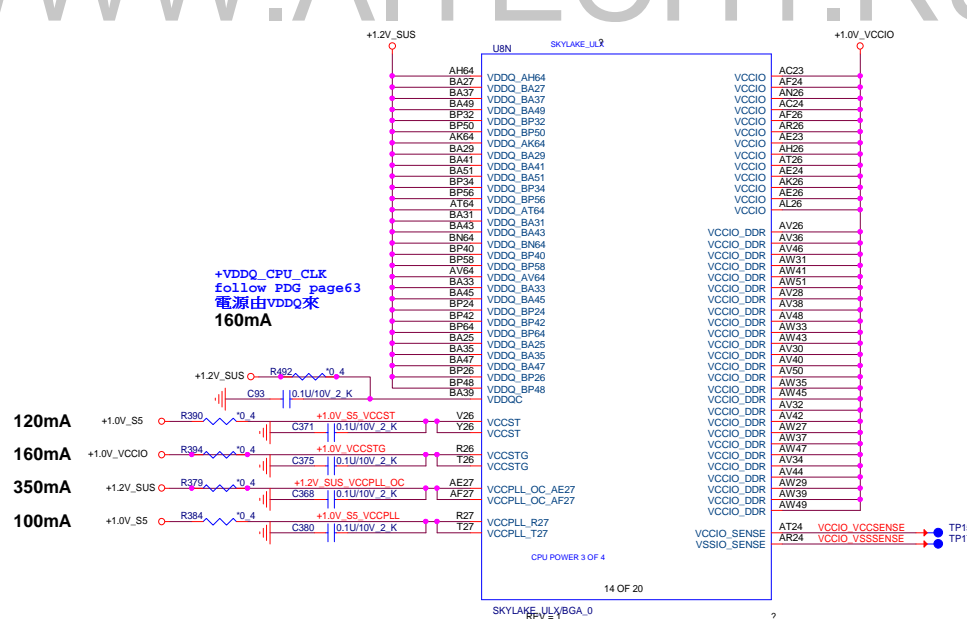 +1.2V_SUS
SKYLAKE_ULX
?
U8N
+1.0V_VCCIO
AH64 VDDQ_AH64
BA27 VDDQ_BA27
BA37 VDDQ_BA37
BA49 VDDQ_BA49
BP32 VDDQ_BP32
BP50 VDDQ_BP50
AK64 VDDQ_AK64
BA29 VDDQ_BA29
BA41 VDDQ_BA41
BA51 VDDQ_BA51
BP34 VDDQ_BP34
BP56 VDDQ_BP56
AT64 VDDQ_AT64
BA31 VDDQ_BA31
BA43 VDDQ_BA43
BN64 VDDQ_BN64
BP40 VDDQ_BP40
BP58 VDDQ_BP58
AV64 VDDQ_AV64
BA33 VDDQ_BA33
BA45 VDDQ_BA45
BP24 VDDQ_BP24
BP42 VDDQ_BP42
BP64 VDDQ_BP64
BA25 VDDQ_BA25
BA35 VDDQ_BA35
BA47 VDDQ_BA47
BP26 VDDQ_BP26
BP48 VDDQ_BP48
BA39 VDDQC
VCCIO AC23
VCCIO AF24
VCCIO AN26
VCCIO AC24
VCCIO AF26
VCCIO AR26
VCCIO AE23
VCCIO AH26
VCCIO AT26
VCCIO AE24
VCCIO AK26
VCCIO AE26
VCCIO AL26
VCCIO_DDR AV26
VCCIO_DDR AV36
VCCIO_DDR AV46
VCCIO_DDR AW31
VCCIO_DDR AW41
VCCIO_DDR AW51
VCCIO_DDR AV28
VCCIO_DDR AV38
VCCIO_DDR AV48
VCCIO_DDR AW33
VCCIO_DDR AW43
VCCIO_DDR AV30
VCCIO_DDR AV40
VCCIO_DDR AV50
VCCIO_DDR AW35
VCCIO_DDR AW45
VCCIO_DDR AV32
VCCIO_DDR AV42
VCCIO_DDR AW27
VCCIO_DDR AW37
VCCIO_DDR AW47
VCCIO_DDR AV34
VCCIO_DDR AV44
VCCIO_DDR AW29
VCCIO_DDR AW39
VCCIO_DDR AW49
+VDDQ_CPU_CLK
follow PDG page63
電源由VDDQ來
160mA
+1.2V_SUS R492 *0_4
C93 0.1U/10V_2_K
120mA +1.0V_S5 R390 *0_4 +1.0V_S5_VCCST V26 VCCST
C371 0.1U/10V_2_K Y26 VCCST
160mA +1.0V_VCCIO R394 *0_4 +1.0V_VCCSTG R26 VCCSTG
C375 0.1U/10V_2_K T26 VCCSTG
350mA +1.2V_SUS R379 *0_4 +1.2V_SUS_VCCPLL_OC AE27 VCCPLL_OC_AE27
C368 0.1U/10V_2_K AF27 VCCPLL_OC_AF27
100mA +1.0V_S5 R384 *0_4 +1.0V_S5_VCCPLL R27 VCCPLL_R27
C380 0.1U/10V_2_K T27 VCCPLL_T27
VCCIO_SENSE AT24 VCCIO_VCCSENSE
VSSIO_SENSE AR24 VCCIO_VSSSENSE
CPU POWER 3 OF 4
14 OF 20
SKYLAKE_ULX/BGA_0
REV = 1
?